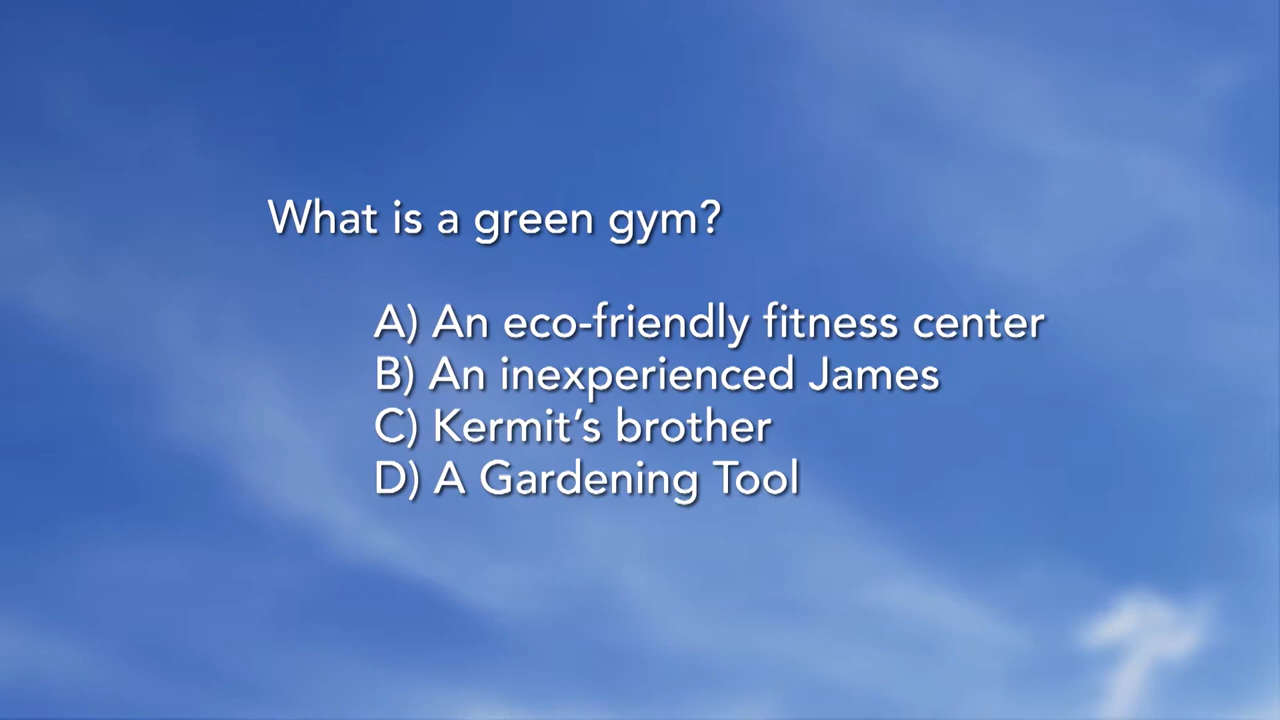 What is a green gym?
A) An eco-friendly fitness center
B) An inexperienced James
C) Kermit’s brother
D) A Gardening Tool